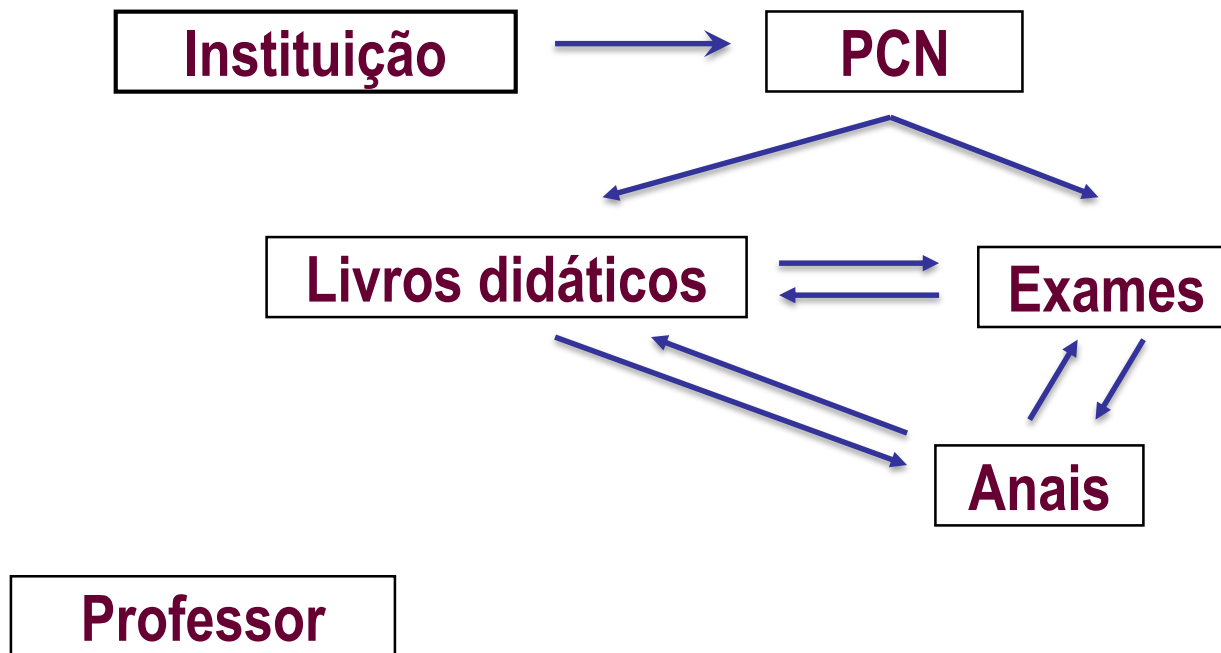 Instituição
PCN
Livros didáticos
Exames
Anais
Professor